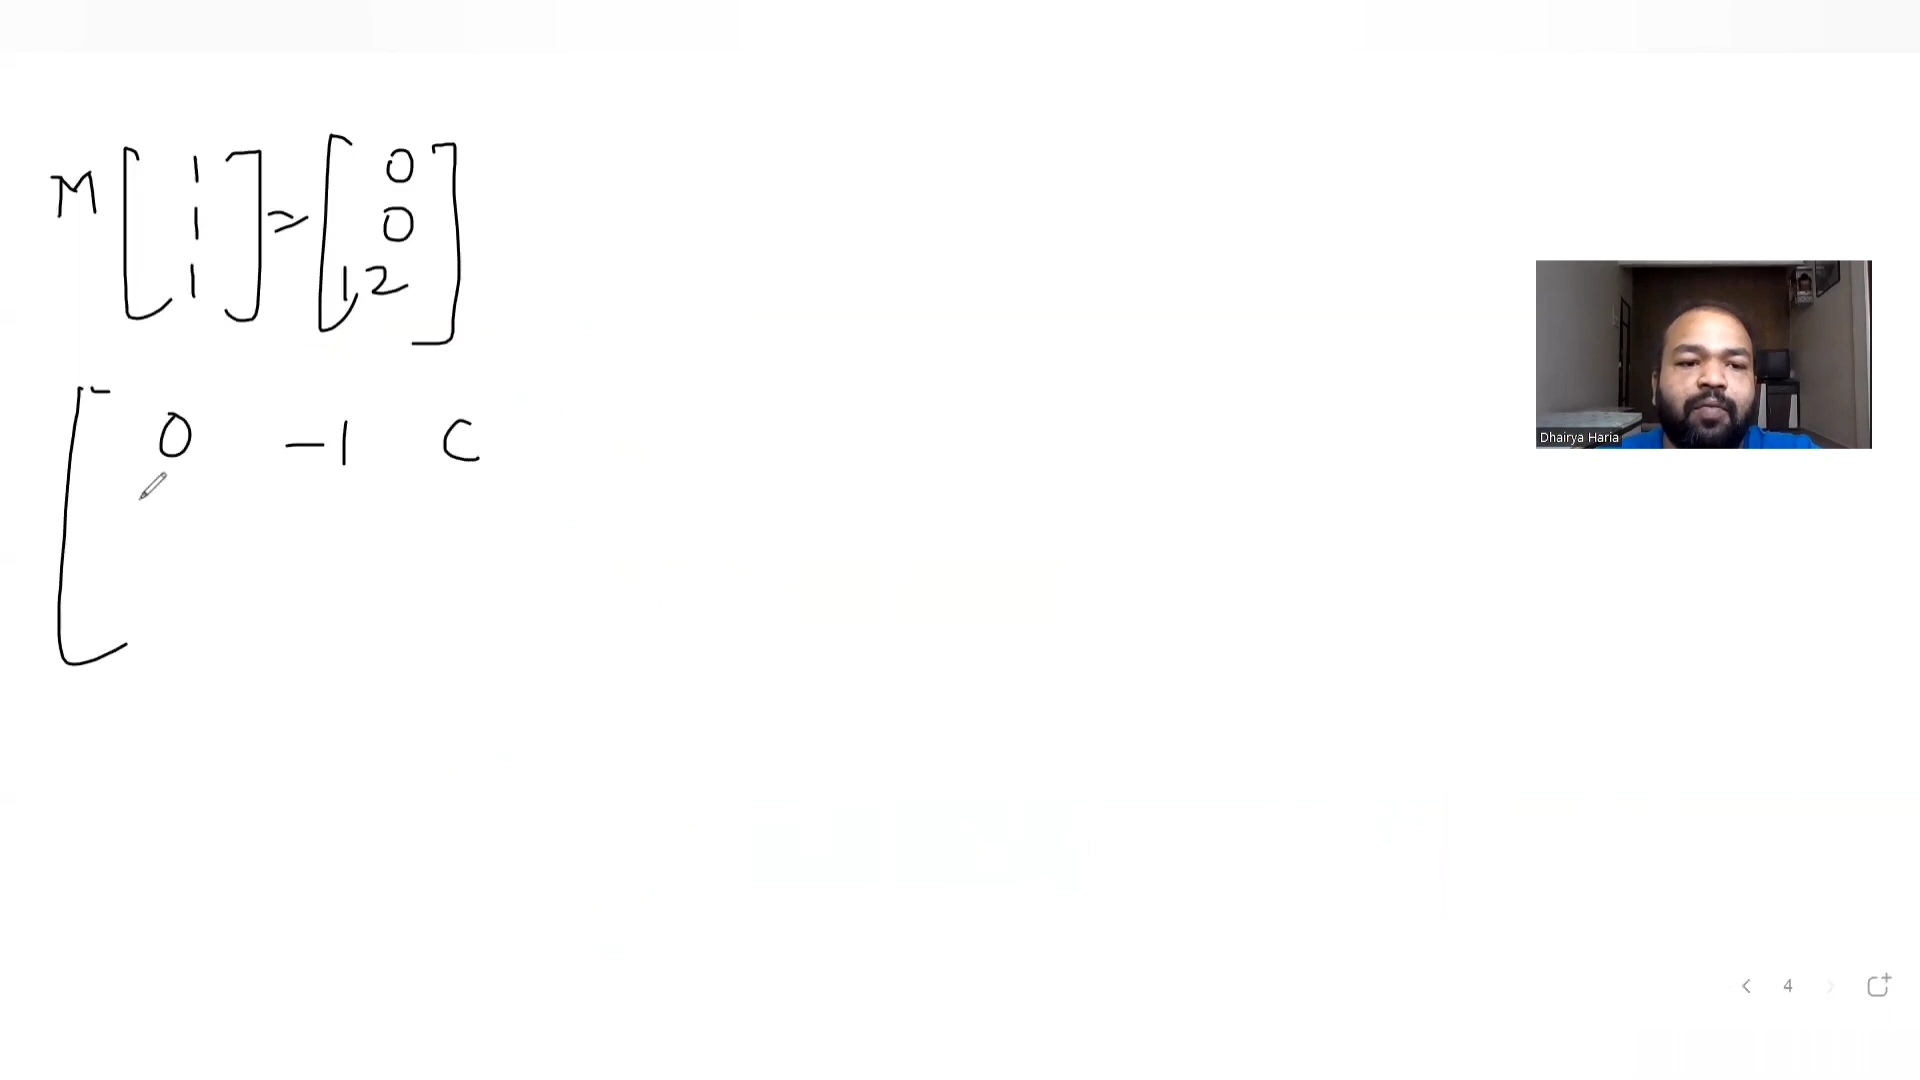 M [ 1 ] = [ 0 ]
1 0
1 12
[ 0 -1 C
Dhairya Haria
< 4 >